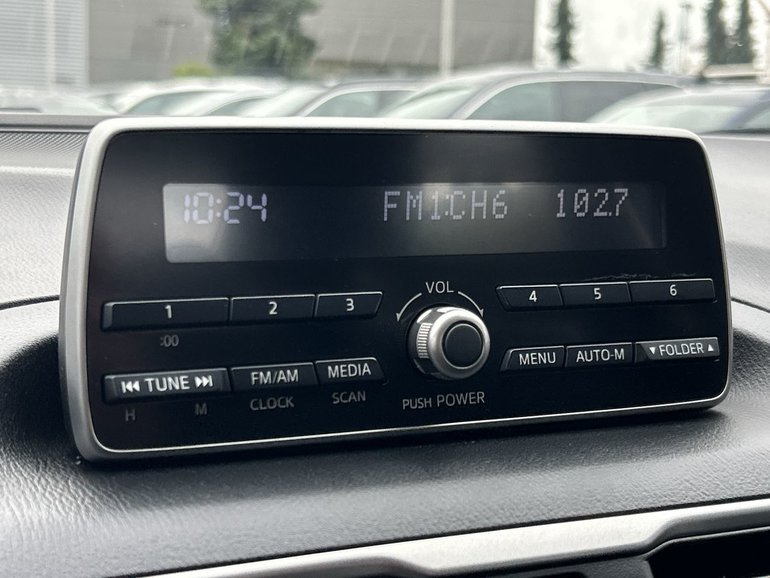 10:24 FM1:CH6 102.7
VOL
1 2 3 4 5 6
:00
⏮ TUNE ⏭ FM/AM MEDIA MENU AUTO-M ▼ FOLDER ▲
H M CLOCK SCAN PUSH POWER